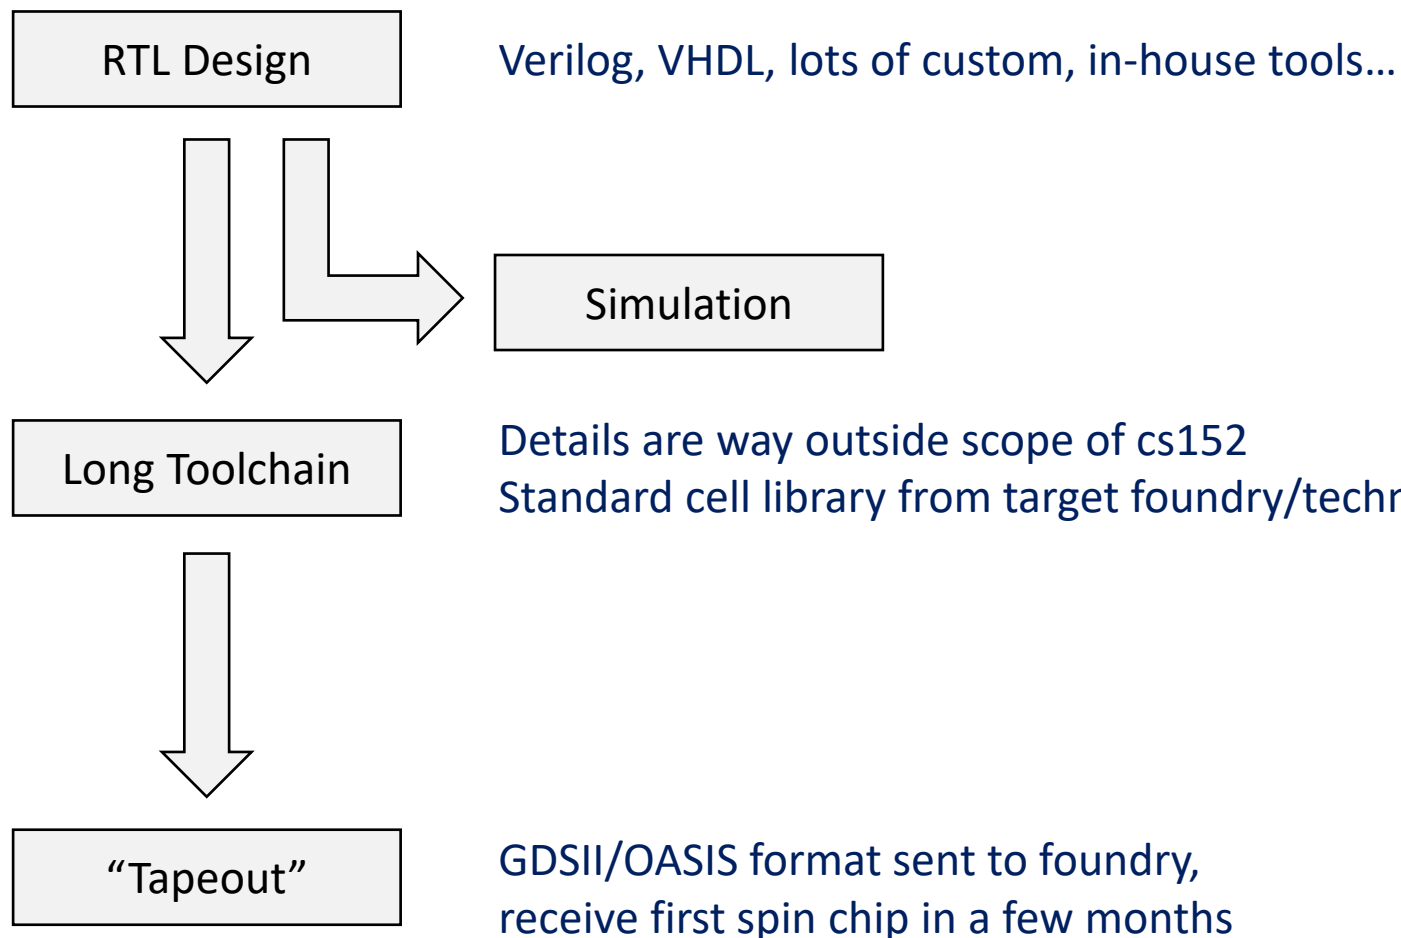 RTL Design
Verilog, VHDL, lots of custom, in-house tools…
Simulation
Long Toolchain
Details are way outside scope of cs152
Standard cell library from target
“Tapeout”
GDSII/OASIS format sent to foundry,
receive first spin chip in a few months